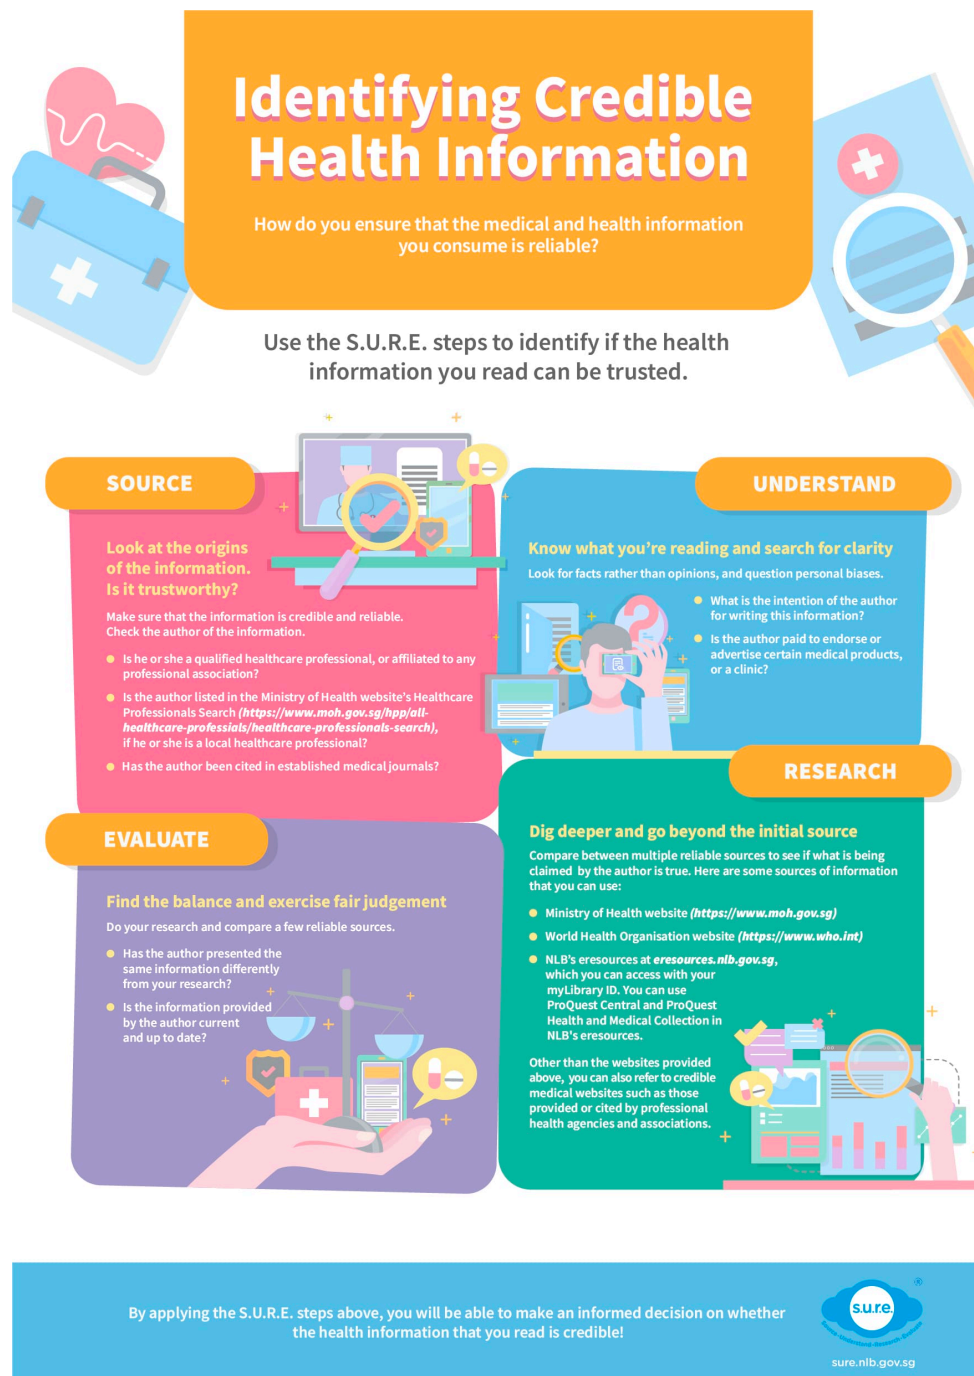 Identifying Credible
Health Information
How do you ensure that the medical and health information
you consume is reliable?
Use the S.U.R.E. steps to identify if the health
information you read can be trusted.
SOURCE
Look at the origins
of the information.
Is it trustworthy?
Make sure that the information is credible and reliable.
Check the author of the information.
Is he or she a qualified healthcare professional, or affiliated to any
professional association?
Is the author listed in the Ministry of Health website's Healthcare
Professionals Search (https://www.moh.gov.sg/hpp/all-
healthcare-professials/healthcare-professionals-search),
if he or she is a local healthcare professional?
Has the author been cited in established medical journals?
UNDERSTAND
Know what you're reading and search for clarity
Look for facts rather than opinions, and question personal biases.
What is the intention of the author
for writing this information?
Is the author paid to endorse or
advertise certain medical products,
or a clinic?
RESEARCH
Dig deeper and go beyond the initial source
Compare between multiple reliable sources to see if what is being
claimed by the author is true. Here are some sources of information
that you can use:
Ministry of Health website (https://www.moh.gov.sg)
World Health Organisation website (https://www.who.int)
NLB's eresources at eresources.nlb.gov.sg,
which you can access with your
myLibrary ID. You can use
ProQuest Central and ProQuest
Health and Medical Collection in
NLB's eresources.
Other than the websites provided
above, you can also refer to credible
medical websites such as those
provided or cited by professional
health agencies and associations.
EVALUATE
Find the balance and exercise fair judgement
Do your research and compare a few reliable sources.
Has the author presented the
same information differently
from your research?
Is the information provided
by the author current
and up to date?
By applying the S.U.R.E. steps above, you will be able to make an informed decision on whether
the health information that you read is credible!
s.u.r.e.
®
sure.nlb.gov.sg